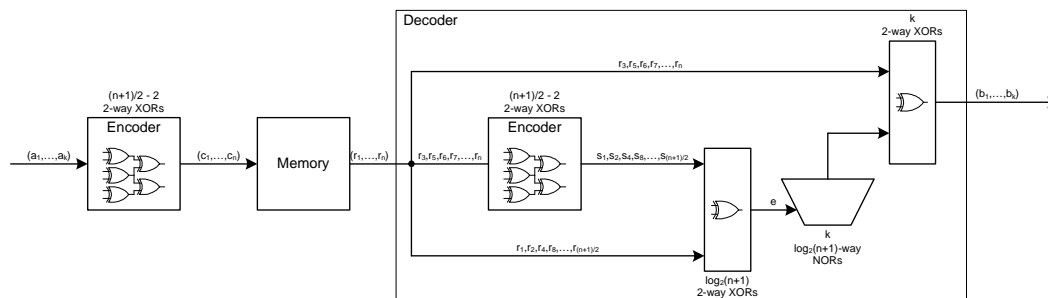 Decoder
k
2-way XORs
r3,r5,r6,r7,…,rn
(n+1)/2 - 2
2-way XORs
Encoder
(n+1)/2 - 2
2-way XORs
Encoder
(b1,…,bk)
(a1,…,ak)
(c1,…,cn)
Memory
(r1,…,rn)
r3,r5,r6,r7,…,rn
s1,s2,s4,s8,…,s(n+1)/2
e
r1,r2,r4,r8,…,r(n+1)/2
k
log2(n+1)-way
NORs
log2(n+1)
2-way XORs